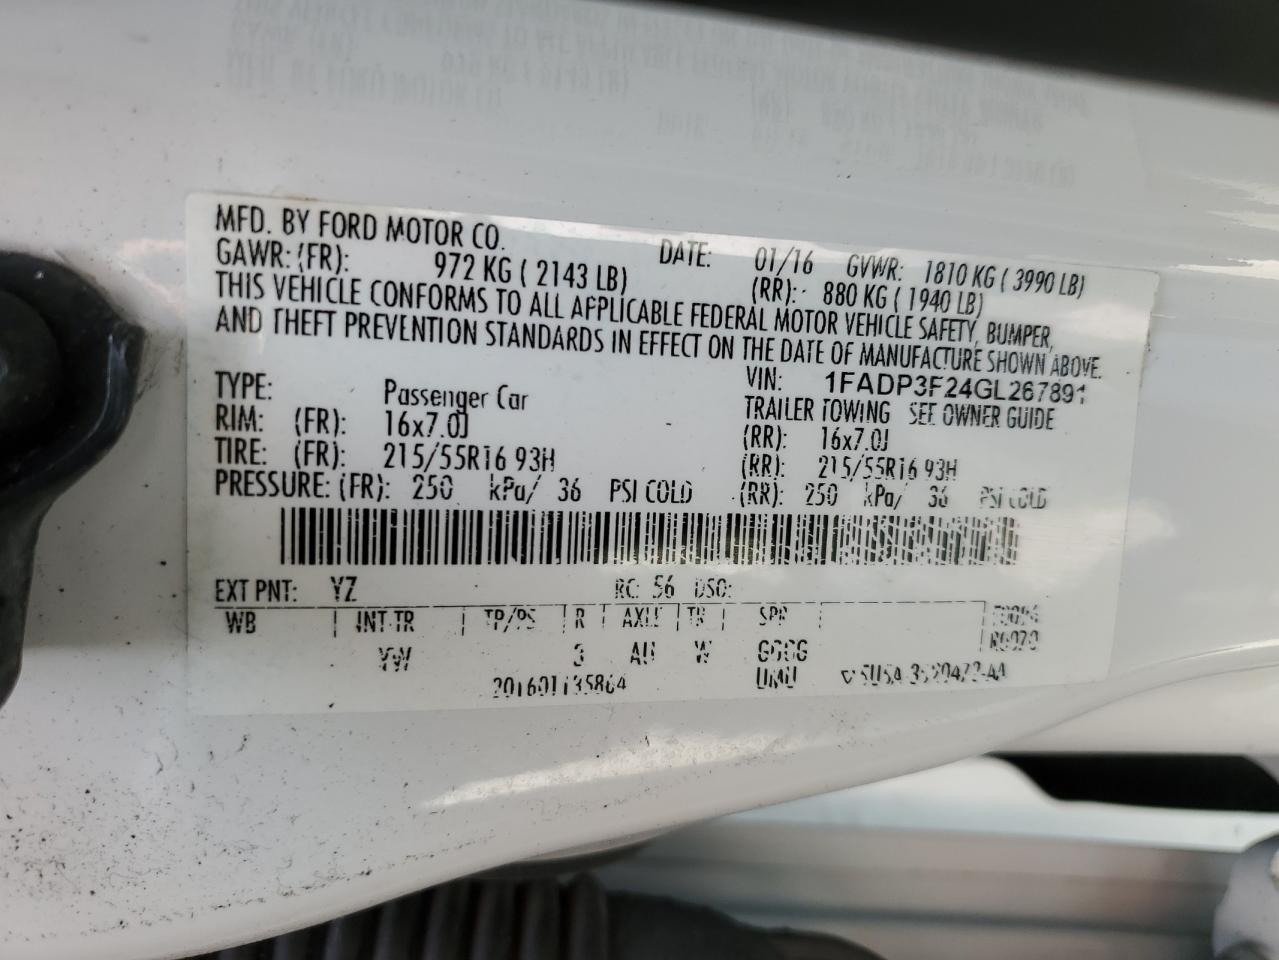 MFD. BY FORD MOTOR CO.
DATE: 01/16 GVWR: 1810 KG ( 3990 LB)
GAWR: (FR): 972 KG ( 2143 LB) (RR): 880 KG ( 1940 LB)
THIS VEHICLE CONFORMS TO ALL APPLICABLE FEDERAL MOTOR VEHICLE SAFETY, BUMPER,
AND THEFT PREVENTION STANDARDS IN EFFECT ON THE DATE OF MANUFACTURE SHOWN ABOVE.
VIN: 1FADP3F24GL267891
TYPE: Passenger Car TRAILER TOWING SEE OWNER GUIDE
RIM: (FR): 16x7.0J (RR): 16x7.0J
TIRE: (FR): 215/55R16 93H (RR): 215/55R16 93H
PRESSURE: (FR): 250 kPa/ 36 PSI COLD (RR): 250 kPa/ 36 PSI COLD
EXT PNT: YZ RC: 56 DSO:
WB INT TR TP/PS R AXLE TR SPR
YW 3 W
201601135864